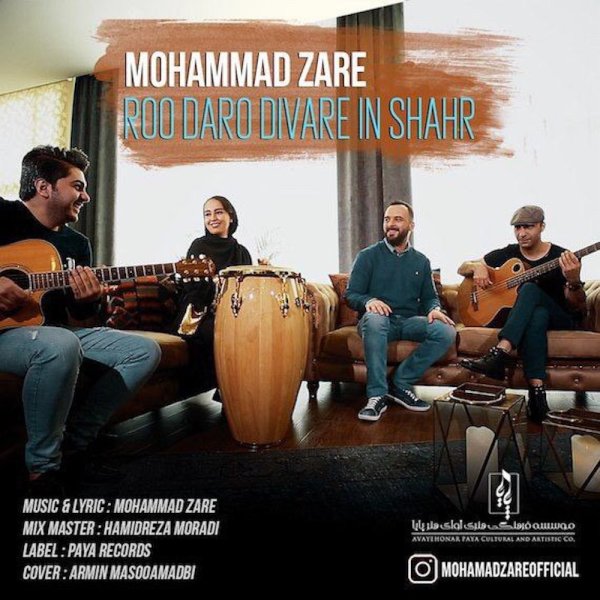 MOHAMMAD ZARE
ROO DARO DIVARE IN SHAHR
MUSIC & LYRIC : MOHAMMAD ZARE
MIX MASTER : HAMIDREZA MORADI
LABEL : PAYA RECORDS
COVER : ARMIN MASOOAMADBI
موسسه فرهنگی هنری آوای هنر پایا
AVAYEHONAR PAYA CULTURAL AND ARTISTIC CO.
MOHAMADZAREOFFICIAL